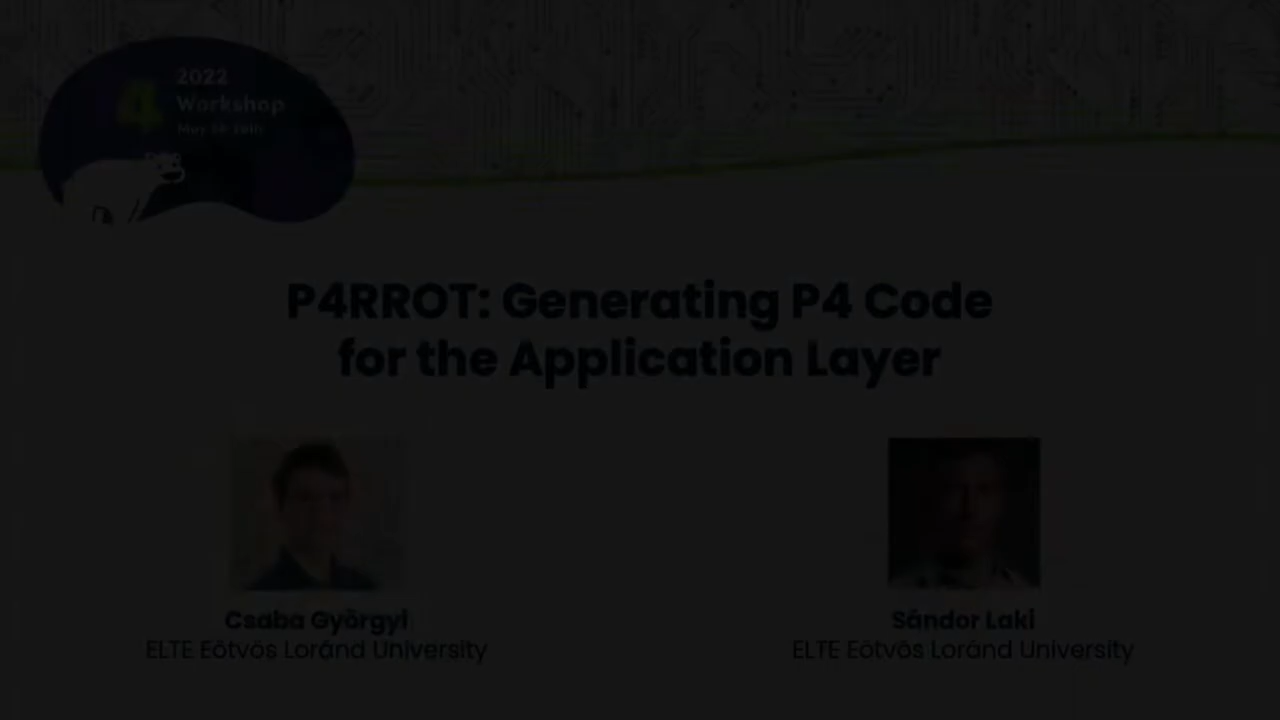 2022
Workshop
P4RROT: Generating P4 Code
for the Application Layer
Csaba Györgyi
ELTE Eötvös Loránd University
Sándor Laki
ELTE Eötvös Loránd University